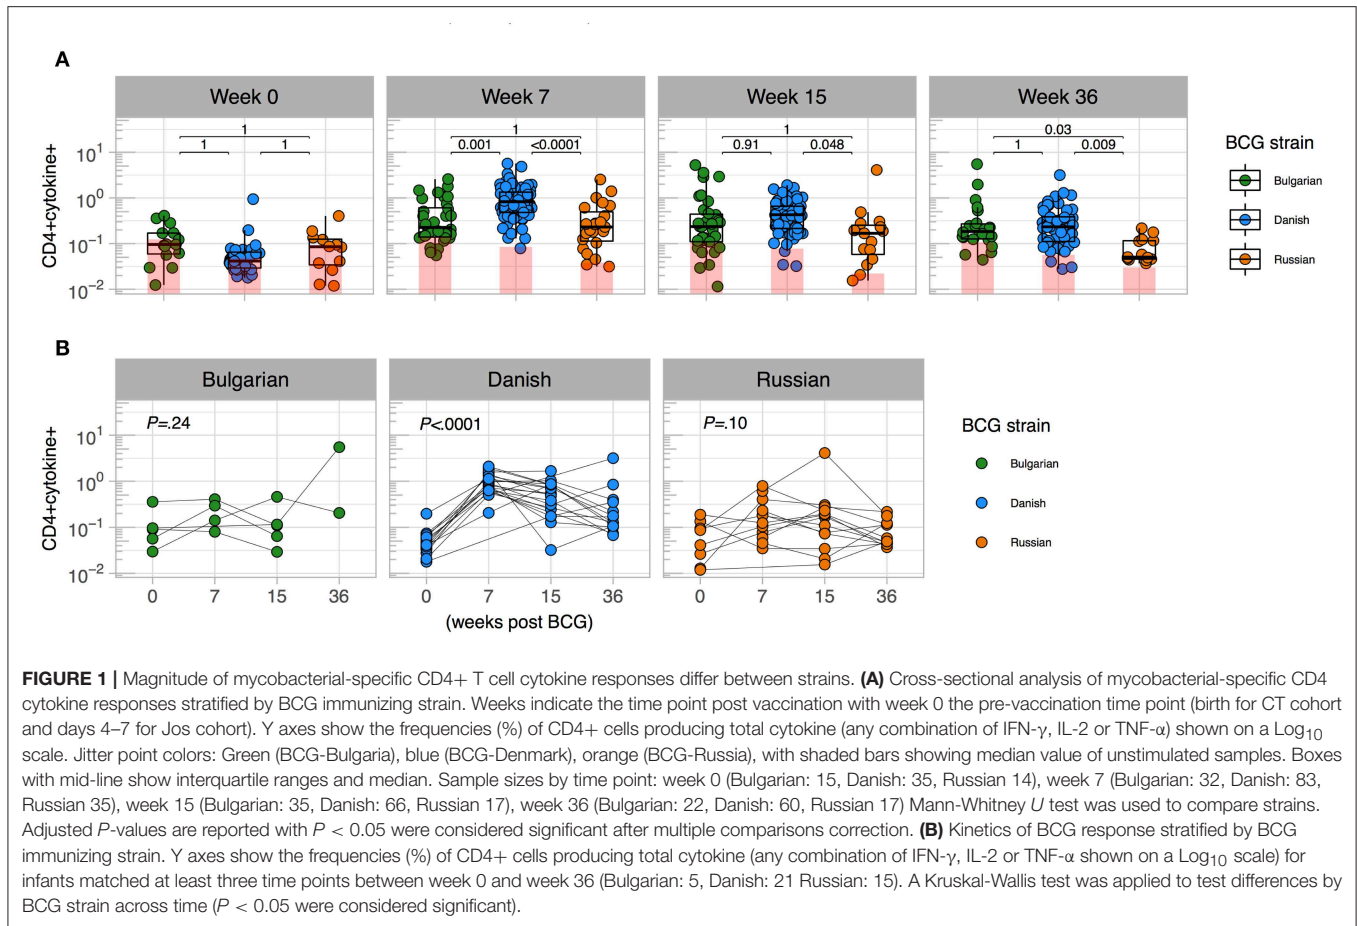 A
Week 0
Week 7
Week 15
Week 36
CD4+cytokine+
10¹
10⁰
10⁻¹
10⁻²
1
1
1
1
0.001
<0.0001
1
0.91
0.048
0.03
1
0.009
BCG strain
Bulgarian
Danish
Russian
B
Bulgarian
Danish
Russian
CD4+cytokine+
10¹
10⁰
10⁻¹
10⁻²
P=.24
P<.0001
P=.10
0 7 15 36
0 7 15 36
0 7 15 36
(weeks post BCG)
BCG strain
Bulgarian
Danish
Russian
FIGURE 1 | Magnitude of mycobacterial-specific CD4+ T cell cytokine responses differ between strains. (A) Cross-sectional analysis of mycobacterial-specific CD4
cytokine responses stratified by BCG immunizing strain. Weeks indicate the time point post vaccination with week 0 the pre-vaccination time point (birth for CT cohort
and days 4–7 for Jos cohort). Y axes show the frequencies (%) of CD4+ cells producing total cytokine (any combination of IFN-γ, IL-2 or TNF-α) shown on a Log₁₀
scale. Jitter point colors: Green (BCG-Bulgaria), blue (BCG-Denmark), orange (BCG-Russia), with shaded bars showing median value of unstimulated samples. Boxes
with mid-line show interquartile ranges and median. Sample sizes by time point: week 0 (Bulgarian: 15, Danish: 35, Russian 14), week 7 (Bulgarian: 32, Danish: 83,
Russian 35), week 15 (Bulgarian: 35, Danish: 66, Russian 17), week 36 (Bulgarian: 22, Danish: 60, Russian 17) Mann-Whitney U test was used to compare strains.
Adjusted P-values are reported with P < 0.05 were considered significant after multiple comparisons correction. (B) Kinetics of BCG response stratified by BCG
immunizing strain. Y axes show the frequencies (%) of CD4+ cells producing total cytokine (any combination of IFN-γ, IL-2 or TNF-α shown on a Log₁₀ scale) for
infants matched at least three time points between week 0 and week 36 (Bulgarian: 5, Danish: 21 Russian: 15). A Kruskal-Wallis test was applied to test differences by
BCG strain across time (P < 0.05 were considered significant).